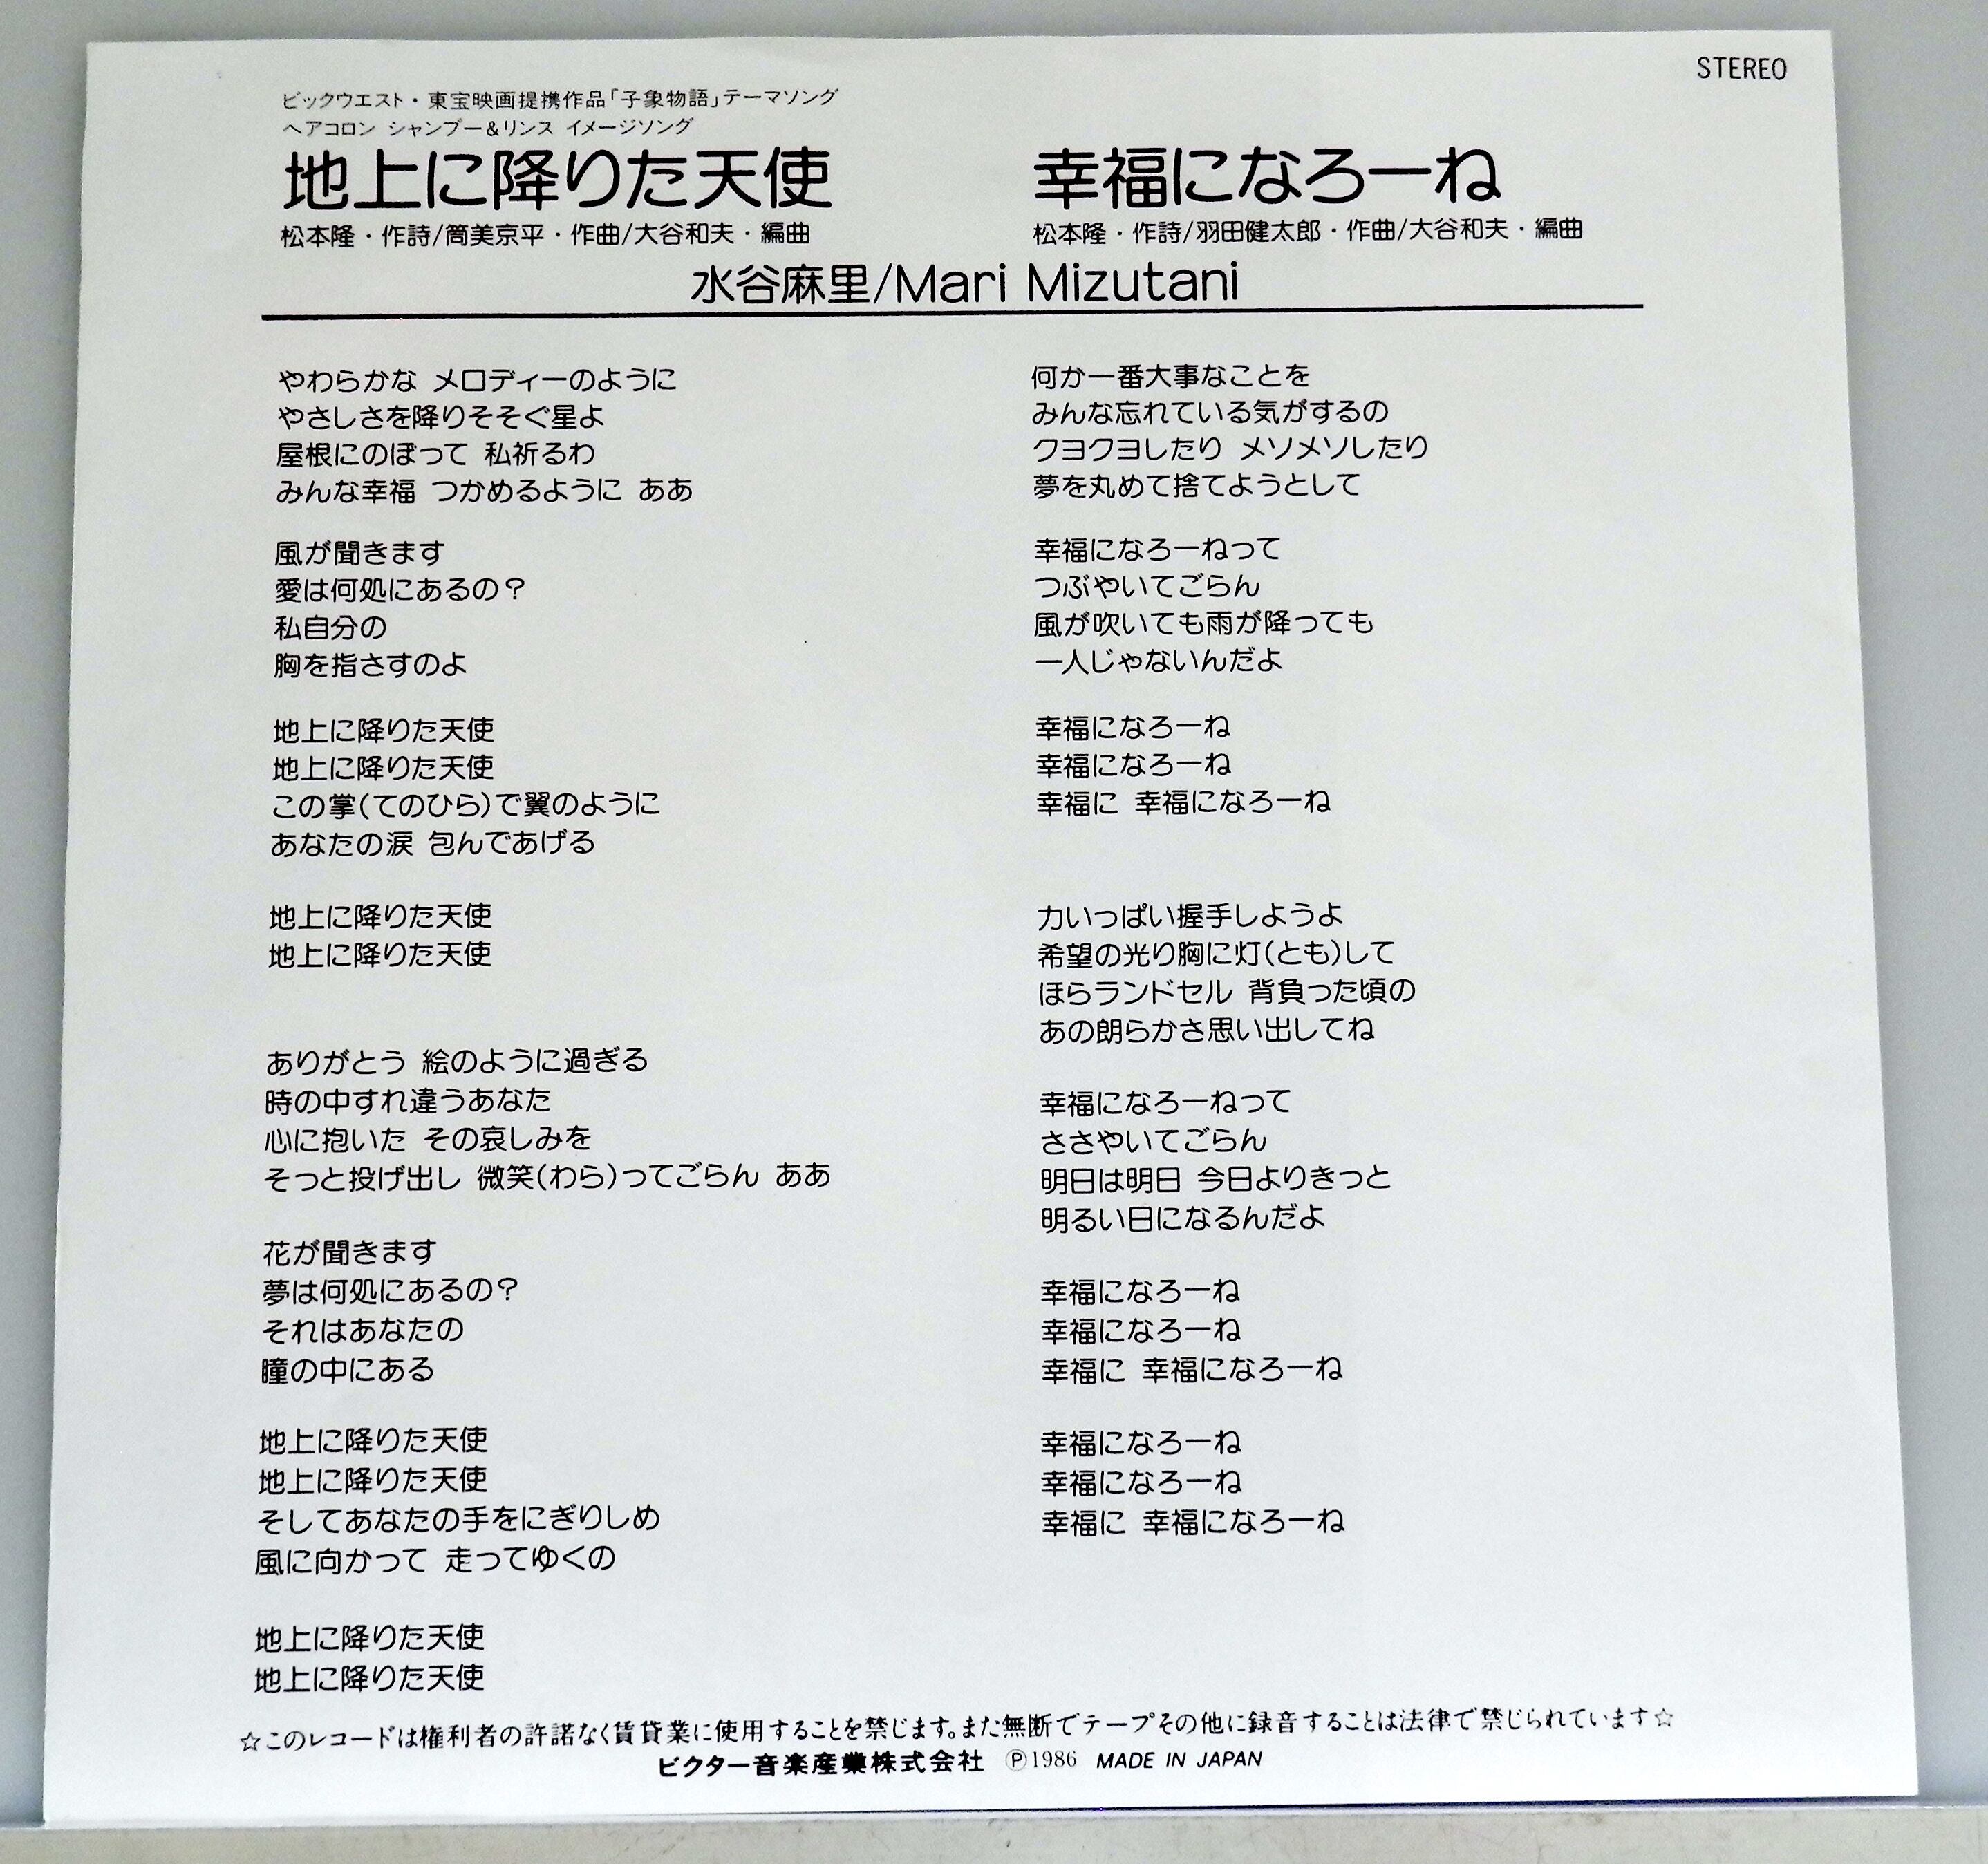 STEREO
ビックウエスト・東宝映画提携作品「子象物語」テーマソング
ヘアコロン シャンプー&リンス イメージソング
地上に降りた天使
松本隆・作詩/筒美京平・作曲/大谷和夫・編曲
幸福になろーね
松本隆・作詩/羽田健太郎・作曲/大谷和夫・編曲
水谷麻里/Mari Mizutani
やわらかな メロディーのように
やさしさを降りそそぐ星よ
屋根にのぼって 私祈るわ
みんな幸福 つかめるように ああ
風が聞きます
愛は何処にあるの?
私自分の
胸を指さすのよ
地上に降りた天使
地上に降りた天使
この掌(てのひら)で翼のように
あなたの涙 包んであげる
地上に降りた天使
地上に降りた天使
ありがとう 絵のように過ぎる
時の中すれ違うあなた
心に抱いた その哀しみを
そっと投げ出し 微笑(わら)ってごらん ああ
花が聞きます
夢は何処にあるの?
それはあなたの
瞳の中にある
地上に降りた天使
地上に降りた天使
そしてあなたの手をにぎりしめ
風に向かって 走ってゆくの
地上に降りた天使
地上に降りた天使
何か一番大事なことを
みんな忘れている気がするの
クヨクヨしたり メソメソしたり
夢を丸めて捨てようとして
幸福になろーねって
つぶやいてごらん
風が吹いても雨が降っても
一人じゃないんだよ
幸福になろーね
幸福になろーね
幸福に 幸福になろーね
力いっぱい握手しようよ
希望の光り胸に灯(とも)して
ほらランドセル 背負った頃の
あの朗らかさ思い出してね
幸福になろーねって
ささやいてごらん
明日は明日 今日よりきっと
明るい日になるんだよ
幸福になろーね
幸福になろーね
幸福に 幸福になろーね
幸福になろーね
幸福になろーね
幸福に 幸福になろーね
☆このレコードは権利者の許諾なく賃貸業に使用することを禁じます。また無断でテープその他に録音することは法律で禁じられています☆
ビクター音楽産業株式会社 Ⓟ1986 MADE IN JAPAN